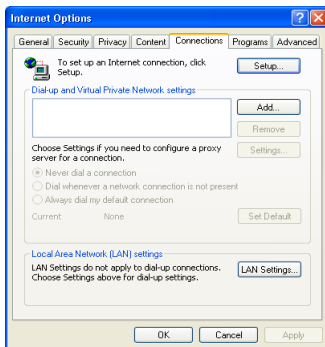 Internet Options
General Security Privacy Content Connections Programs Advanced
To set up an Internet connection, click
Setup.
Setup...
Dial-up and Virtual Private Network settings
Add...
Remove
Choose Settings if you need to configure a proxy
server for a connection.
Settings...
Never dial a connection
Dial whenever a network connection is not present
Always dial my default connection
Current None
Set Default
Local Area Network (LAN) settings
LAN Settings do not apply to dial-up connections.
Choose Settings above for dial-up settings.
LAN Settings...
OK Cancel Apply